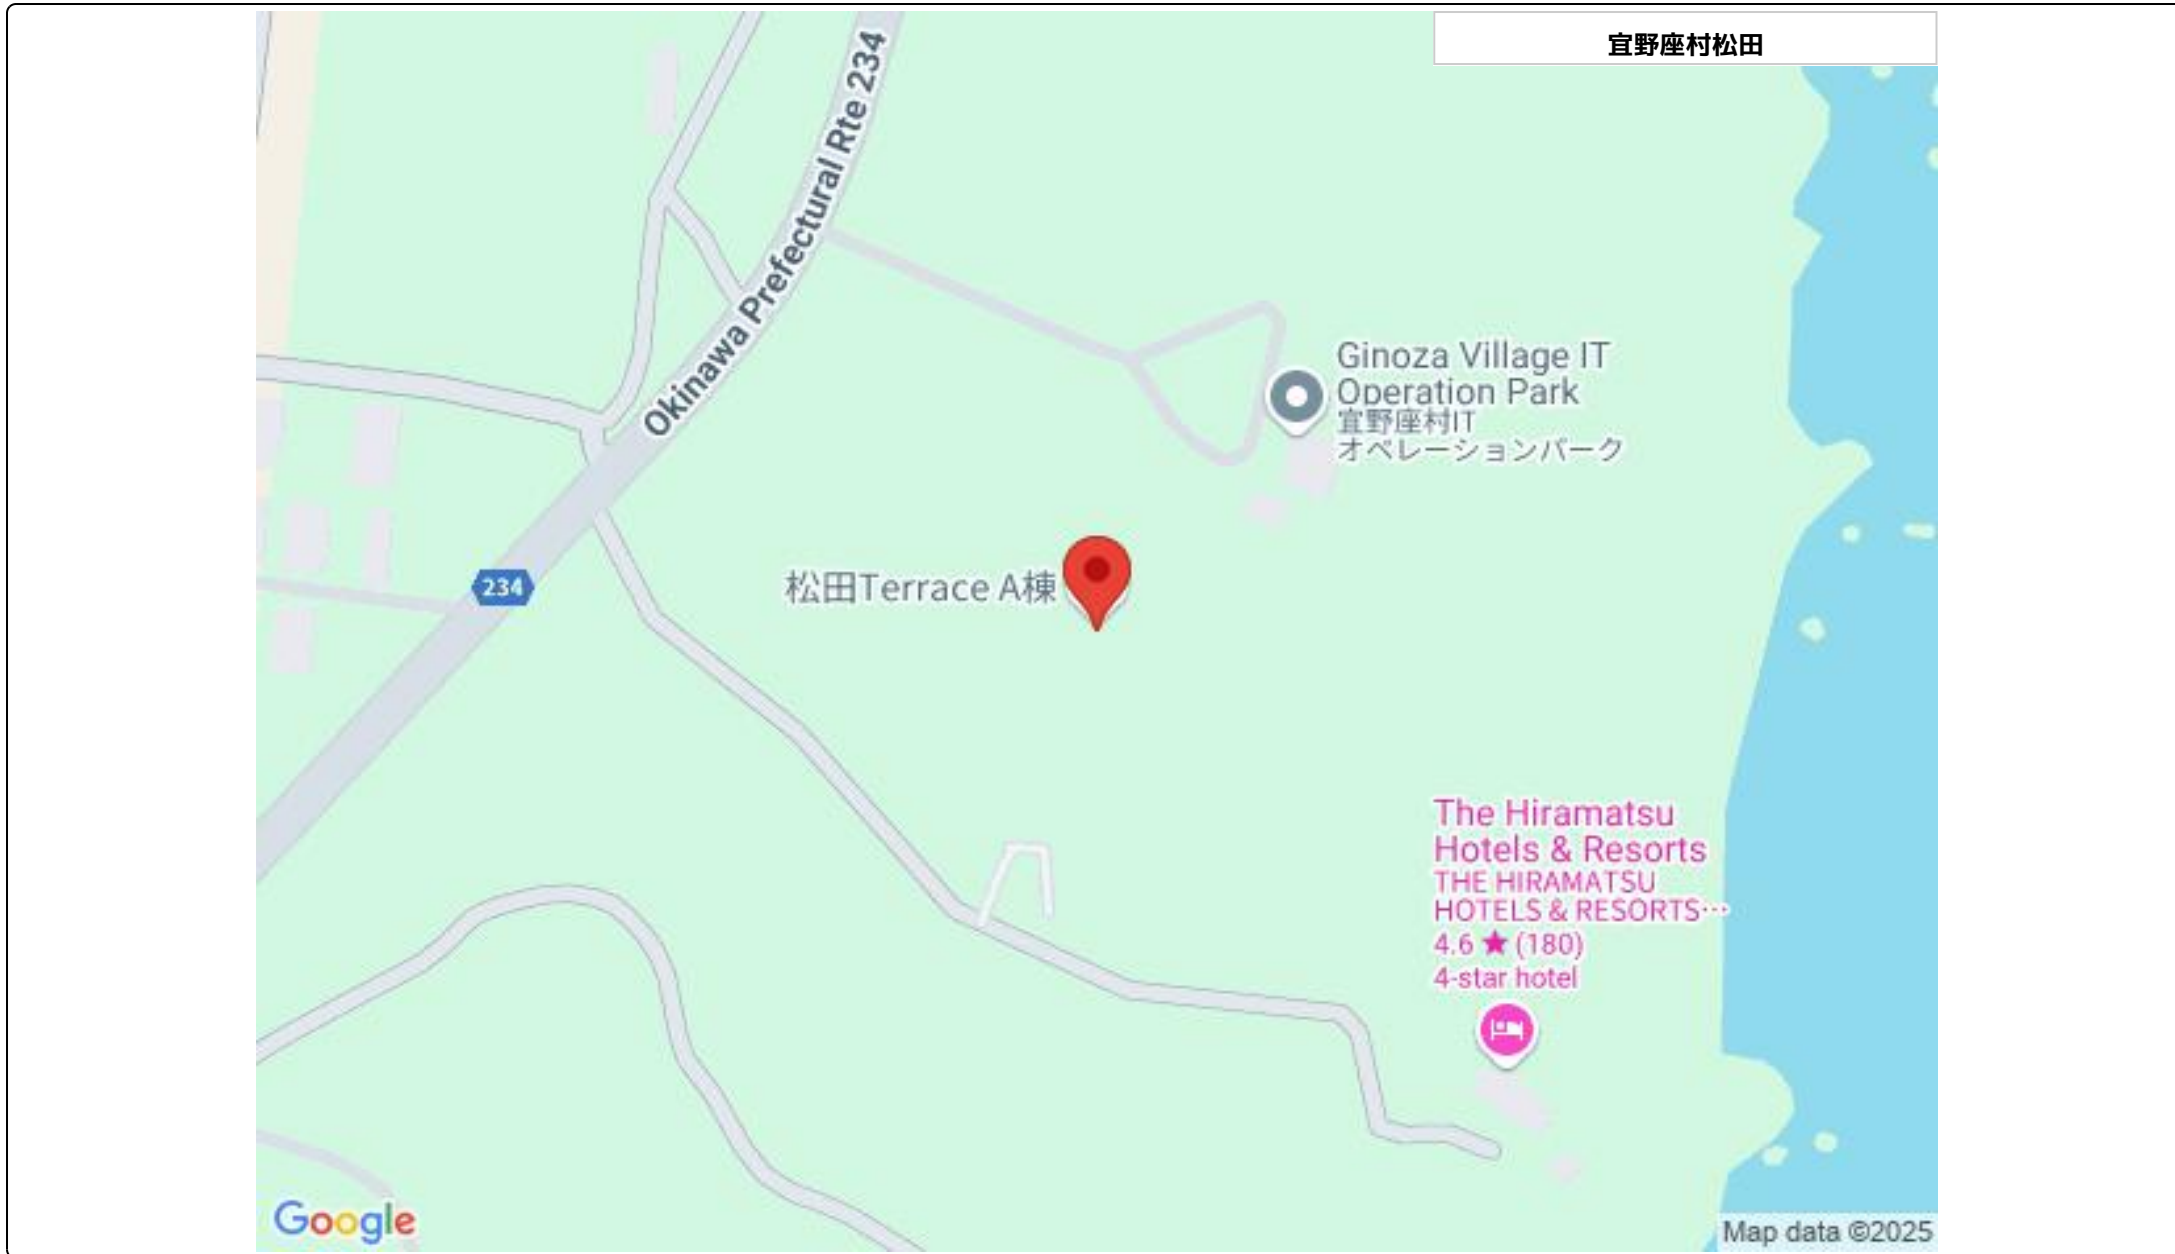 宜野座村松田
Okinawa Prefectural Rte 234
Ginoza Village IT
Operation Park
宜野座村IT
オペレーションパーク
松田Terrace A棟
234
The Hiramatsu
Hotels & Resorts
THE HIRAMATSU
HOTELS & RESORTS…
4.6 ★ (180)
4-star hotel
Google
Map data ©2025